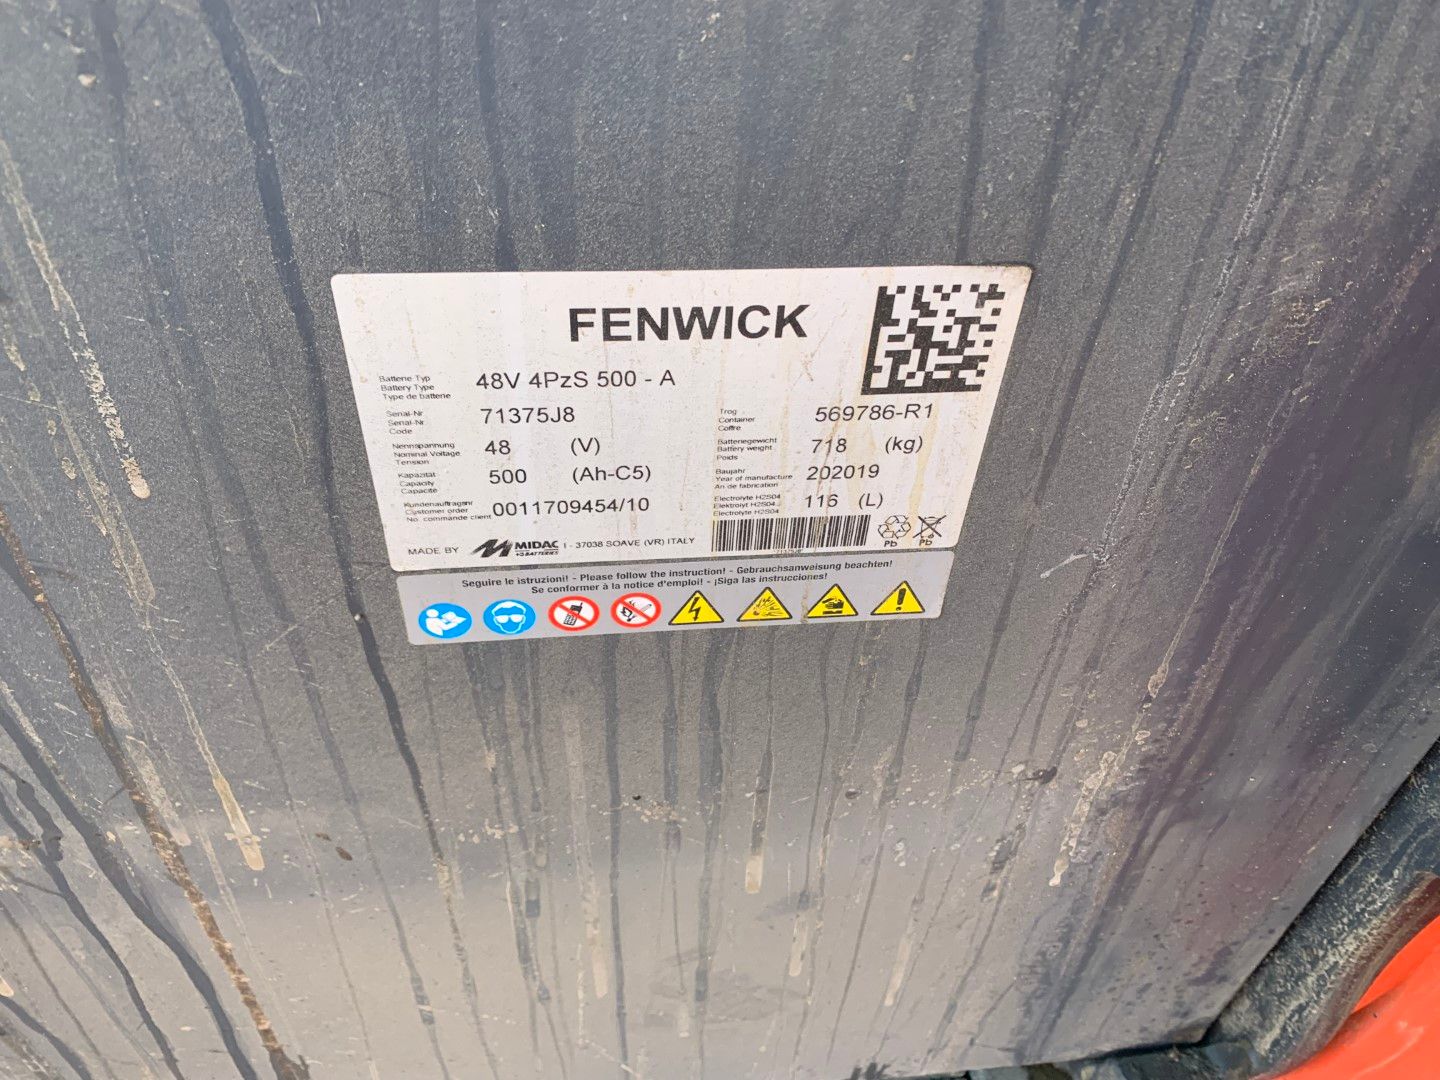 FENWICK
Batterie Typ
Battery Type
Type de batterie
48V 4PzS 500 - A
Serial-Nr
Serial-Nr
Code
71375J8
Trog
Container
Coffre
569786-R1
Nennspannung
Nominal Voltage
Tension
48 (V)
Batteriegewicht
Battery weight
Poids
718 (kg)
Kapazität
Capacity
Capacité
500 (Ah-C5)
Baujahr
Year of manufacture
An de fabrication
202019
Kundenauftragsnr
Customer order
No. commande client
0011709454/10
Electrolyte H2SO4
Elektrolyt H2SO4
Electrolyte H2SO4
116 (L)
MADE BY MIDAC BATTERIES I - 37038 SOAVE (VR) ITALY
Pb Pb
Seguire le istruzioni! - Please follow the instruction! - Gebrauchsanweisung beachten!
Se conformer à la notice d'emploi! - ¡Siga las instrucciones!